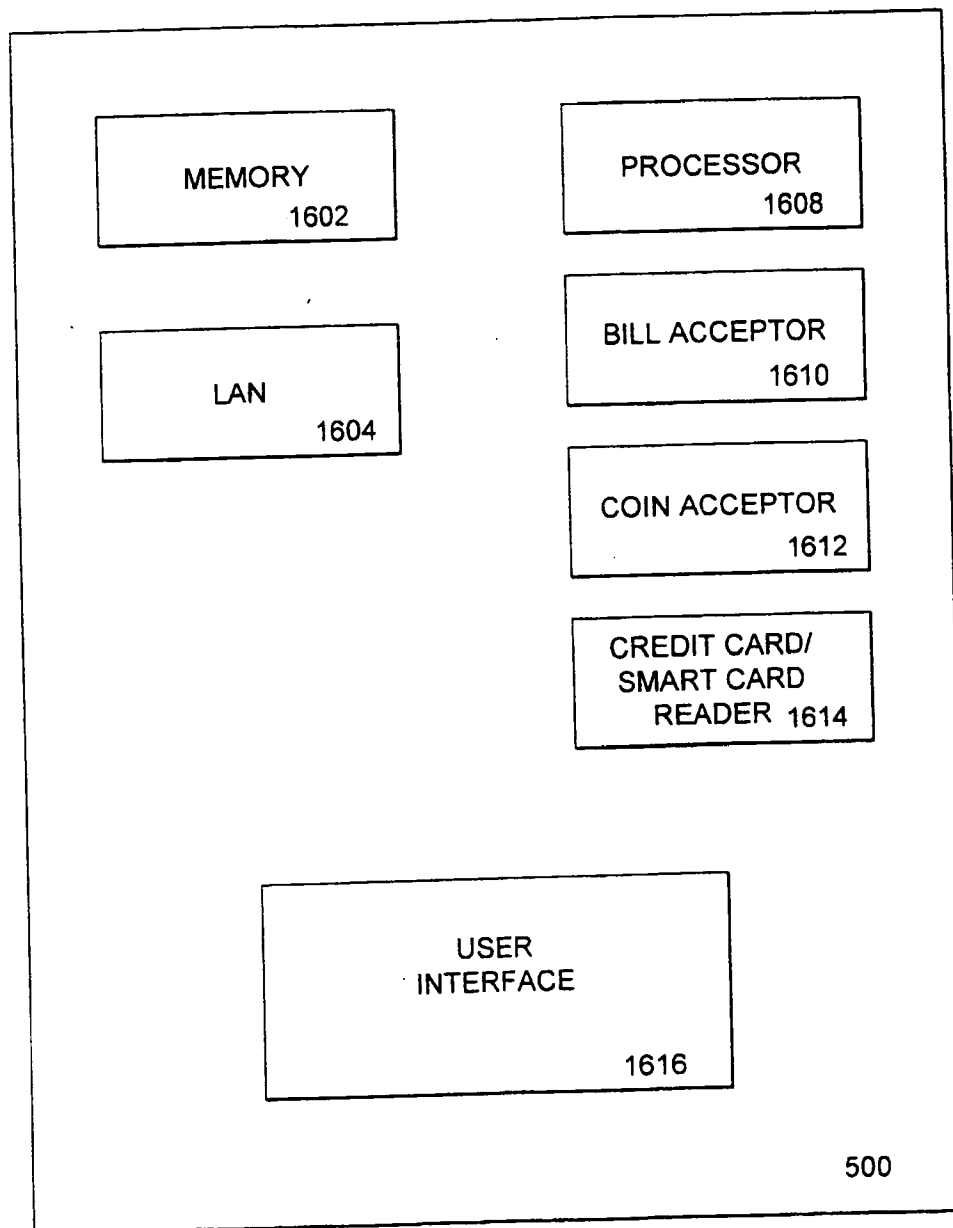 MEMORY
1602
PROCESSOR
1608
LAN
1604
BILL ACCEPTOR
1610
COIN ACCEPTOR
1612
CREDIT CARD/
SMART CARD
READER 1614
USER
INTERFACE
1616
500